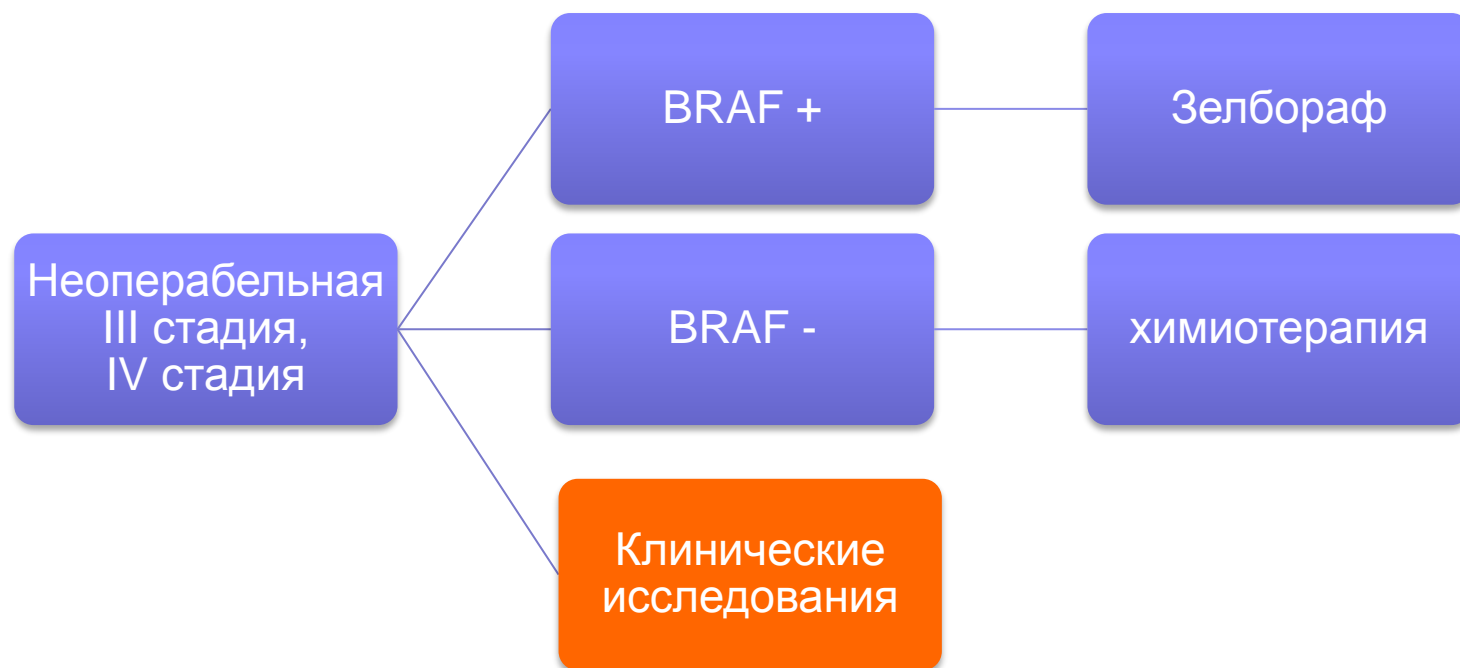 Неоперабельная
III стадия,
IV стадия
BRAF +
Зелбораф
BRAF -
химиотерапия
Клинические
исследования